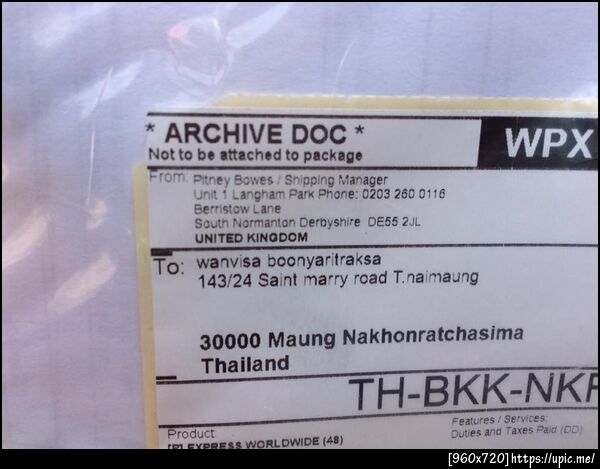 * ARCHIVE DOC *
Not to be attached to package
WPX
From: Pitney Bowes / Shipping Manager
Unit 1 Langham Park Phone: 0203 260 0116
Berristow Lane
South Normanton Derbyshire DE55 2JL
UNITED KINGDOM
To: wanvisa boonyaritraksa
143/24 Saint marry road T.naimaung
30000 Maung Nakhonratchasima
Thailand
TH-BKK-NKR
Features / Services:
Product: Duties and Taxes Paid (DD)
[P] EXPRESS WORLDWIDE (48)
[960x720] https://upic.me/